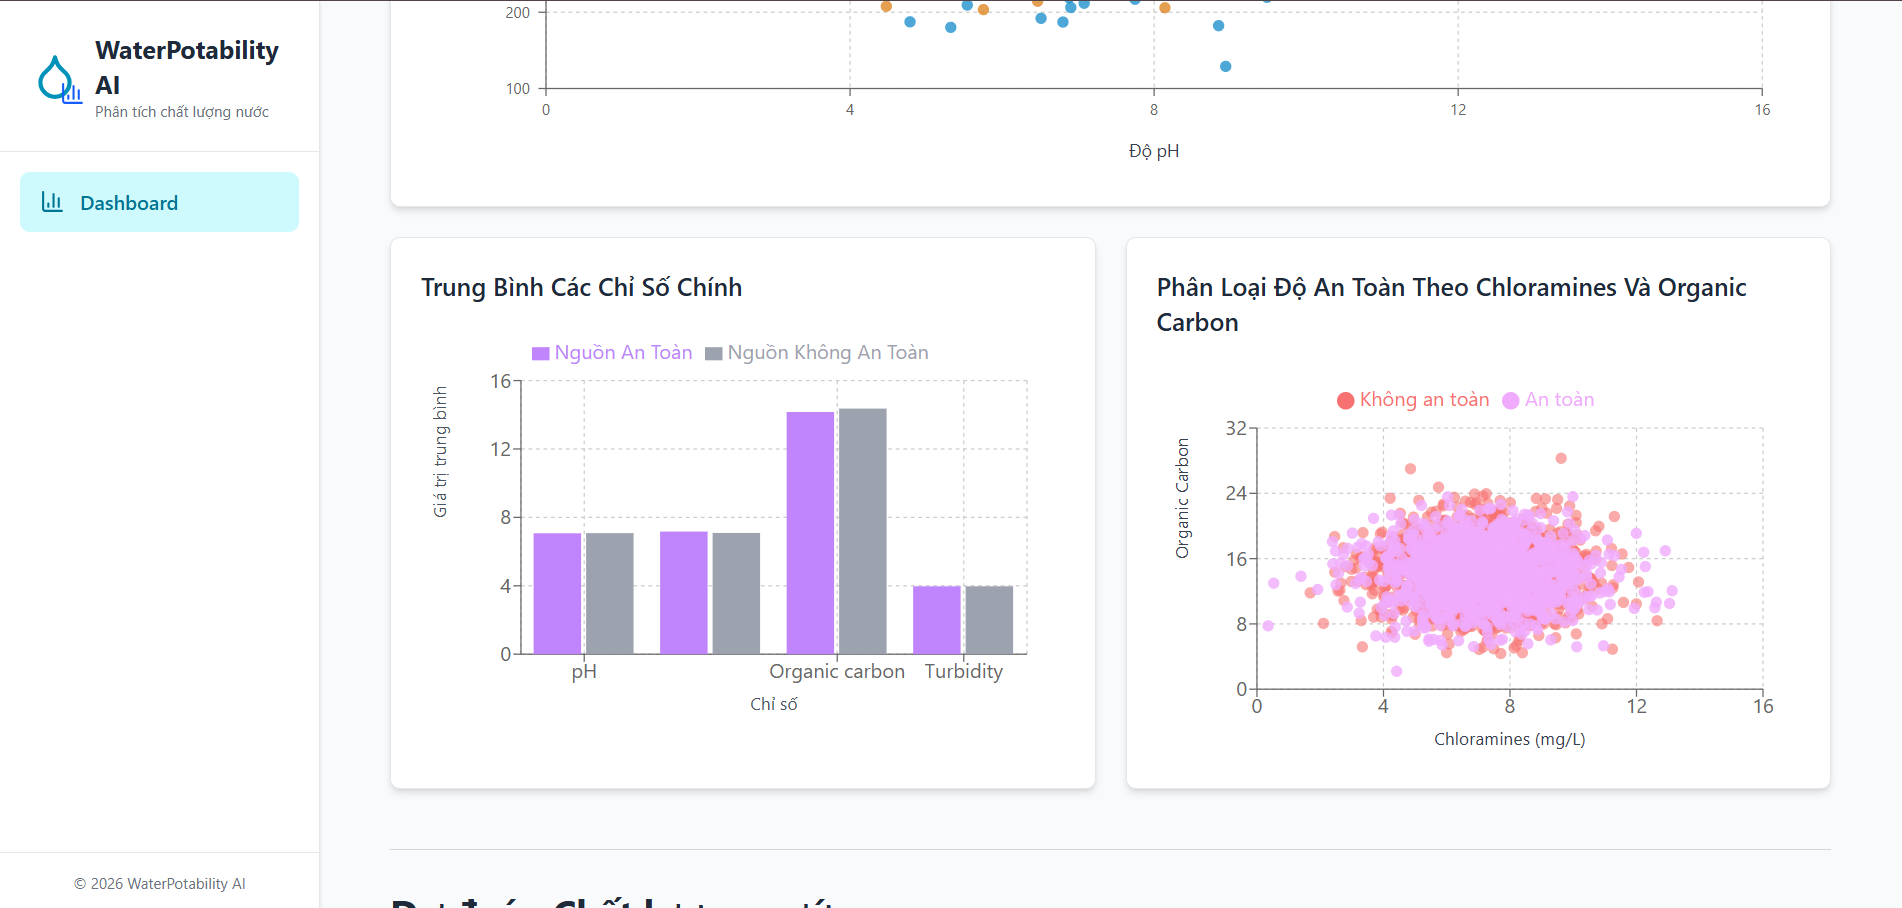 WaterPotability
AI
Phân tích chất lượng nước
Dashboard
200
100
0 4 8 12 16
Độ pH
Trung Bình Các Chỉ Số Chính
Nguồn An Toàn Nguồn Không An Toàn
Giá trị trung bình
16
12
8
4
0
pH Organic carbon Turbidity
Chỉ số
Phân Loại Độ An Toàn Theo Chloramines Và Organic
Carbon
Không an toàn An toàn
Organic Carbon
32
24
16
8
0
0 4 8 12 16
Chloramines (mg/L)
© 2026 WaterPotability AI